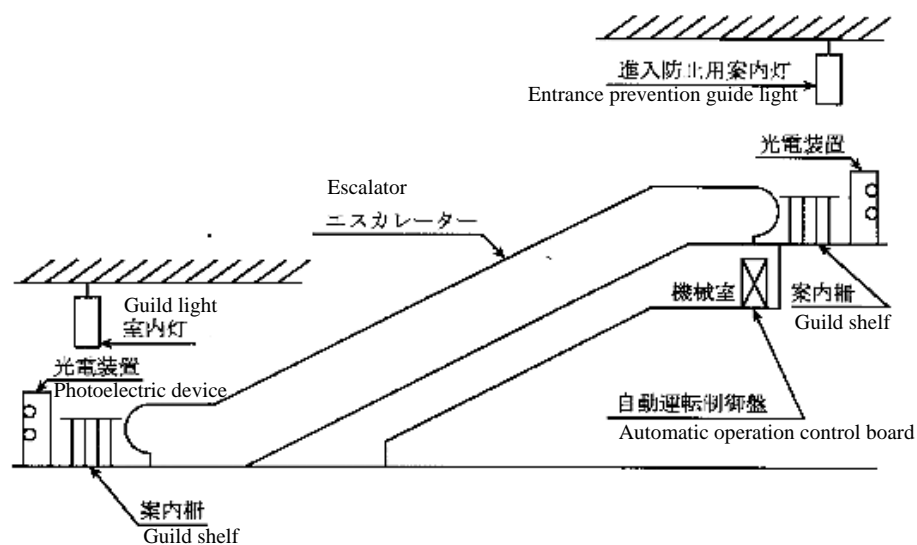 進入防止用案内灯
Entrance prevention guide light
光電装置
Escalator
エスカレーター
Guild light
室内灯
光電装置
Photoelectric device
機械室
案内柵
Guild shelf
自動運転制御盤
Automatic operation control board
案内柵
Guild shelf